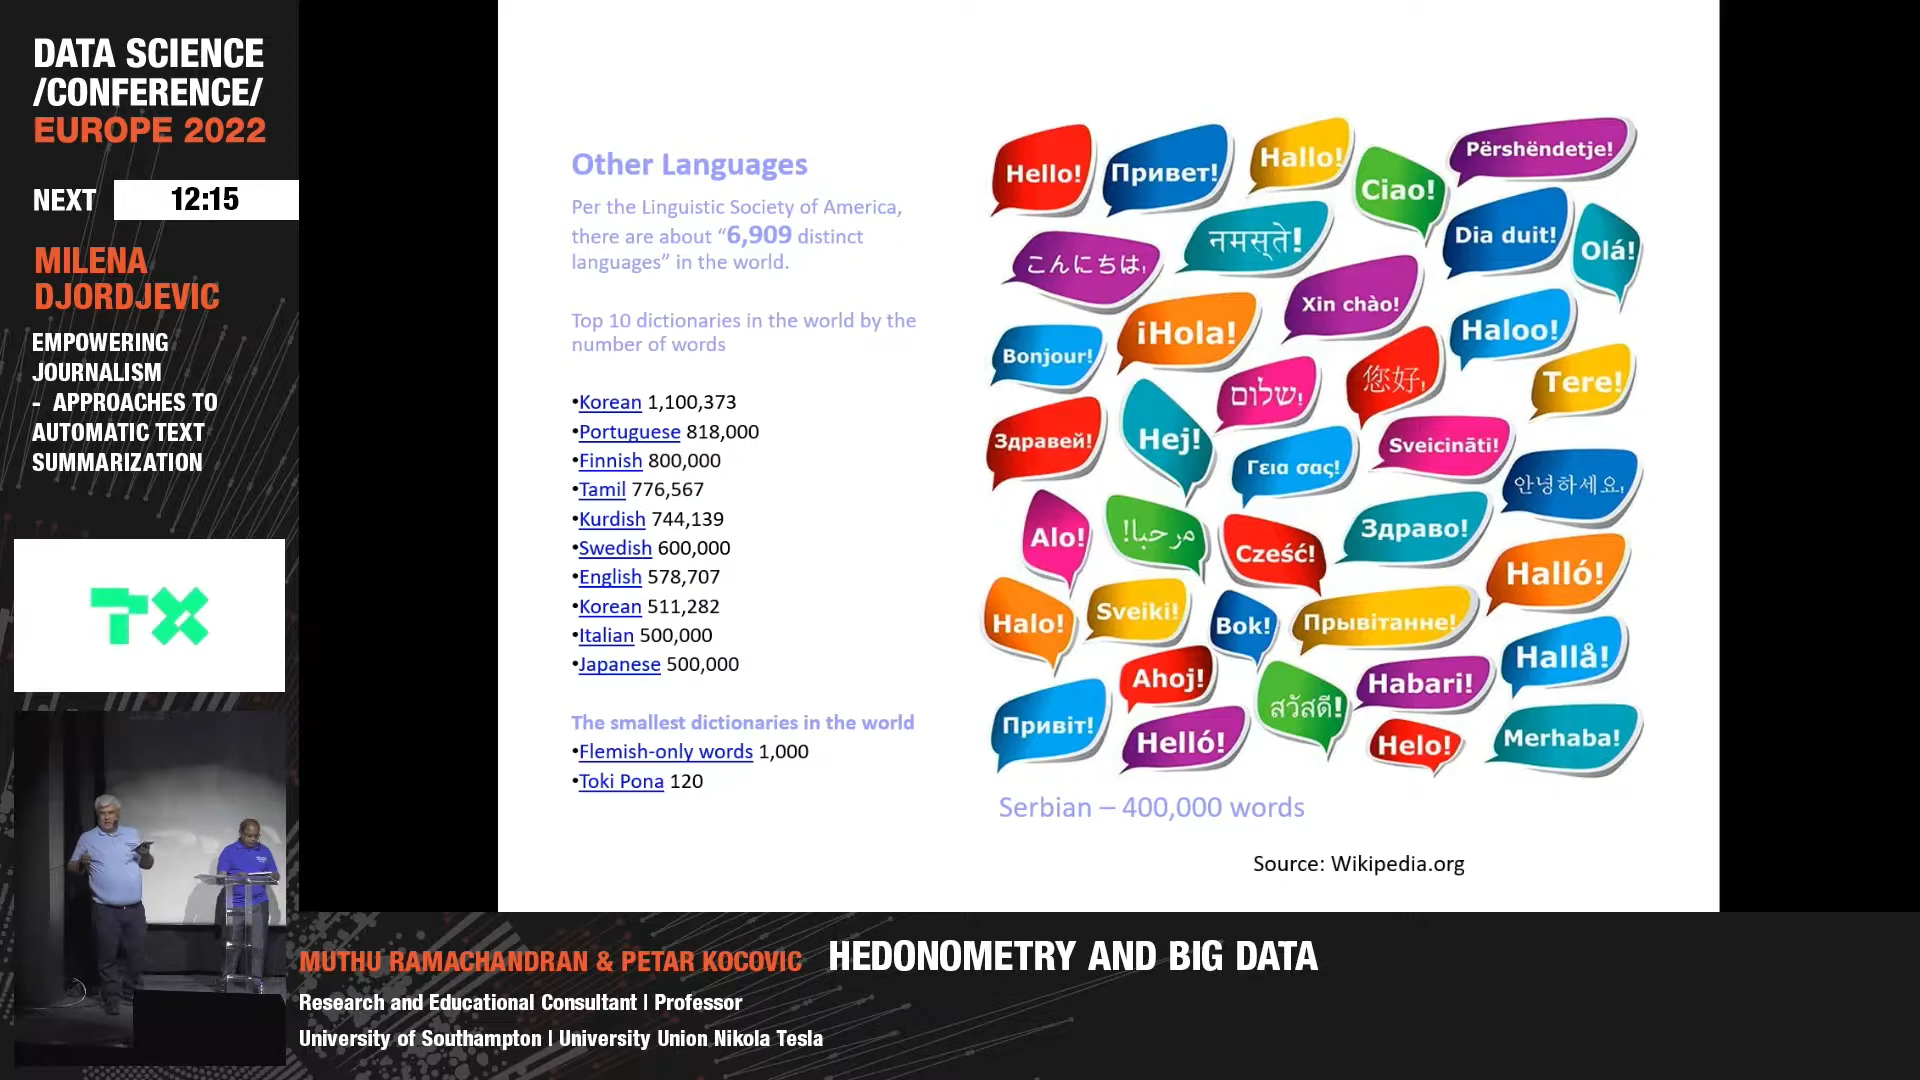 DATA SCIENCE
/CONFERENCE/
EUROPE 2022
NEXT 12:15
MILENA
DJORDJEVIC
EMPOWERING
JOURNALISM
- APPROACHES TO
AUTOMATIC TEXT
SUMMARIZATION
TX
Other Languages
Per the Linguistic Society of America,
there are about “6,909 distinct
languages” in the world.
Top 10 dictionaries in the world by the
number of words
•Korean 1,100,373
•Portuguese 818,000
•Finnish 800,000
•Tamil 776,567
•Kurdish 744,139
•Swedish 600,000
•English 578,707
•Korean 511,282
•Italian 500,000
•Japanese 500,000
The smallest dictionaries in the world
•Flemish-only words 1,000
•Toki Pona 120
Hello!
Привет!
Hallo!
Ciao!
Përshëndetje!
こんにちは!
नमस्ते!
Dia duit!
Olá!
Xin chào!
Bonjour!
¡Hola!
Haloo!
שלום!
您好!
Tere!
Здравей!
Hej!
Γεια σας!
Sveicināti!
안녕하세요!
Alo!
مرحبا!
Cześć!
Здраво!
Halló!
Halo!
Sveiki!
Bok!
Прывітанне!
Hallå!
Ahoj!
Привіт!
Helló!
สวัสดี!
Habari!
Helo!
Merhaba!
Serbian – 400,000 words
Source: Wikipedia.org
MUTHU RAMACHANDRAN & PETAR KOCOVIC HEDONOMETRY AND BIG DATA
Research and Educational Consultant | Professor
University of Southampton | University Union Nikola Tesla